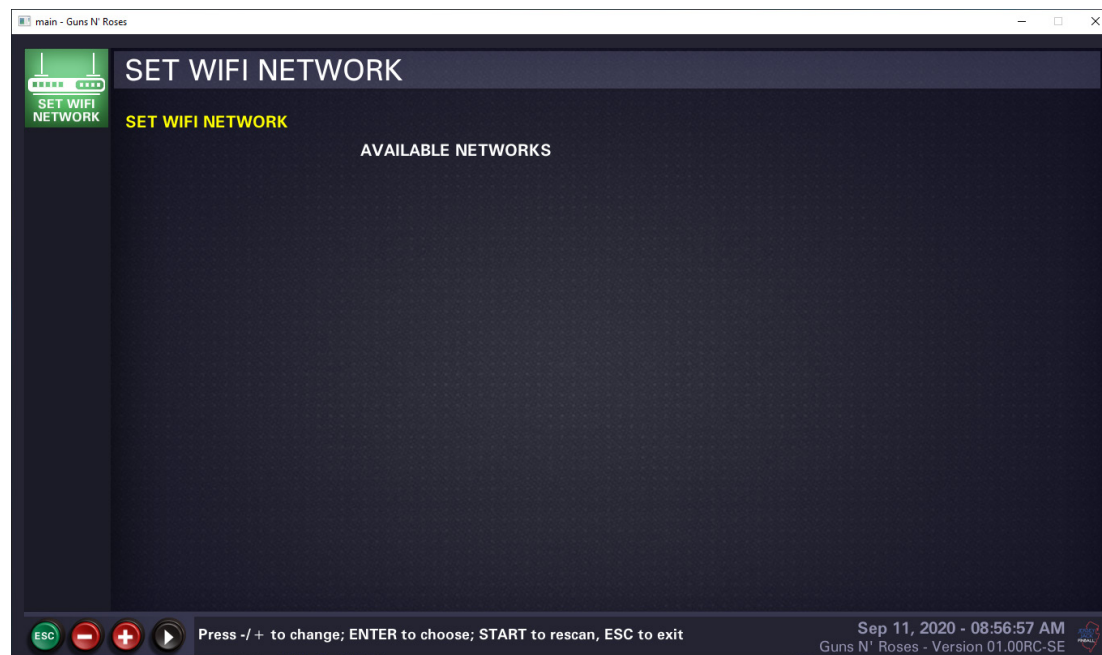 main - Guns N' Roses
SET WIFI NETWORK
SET WIFI
NETWORK
SET WIFI NETWORK
AVAILABLE NETWORKS
ESC
Press -/+ to change; ENTER to choose; START to rescan, ESC to exit
Sep 11, 2020 - 08:56:57 AM
Guns N' Roses - Version 01.00RC-SE